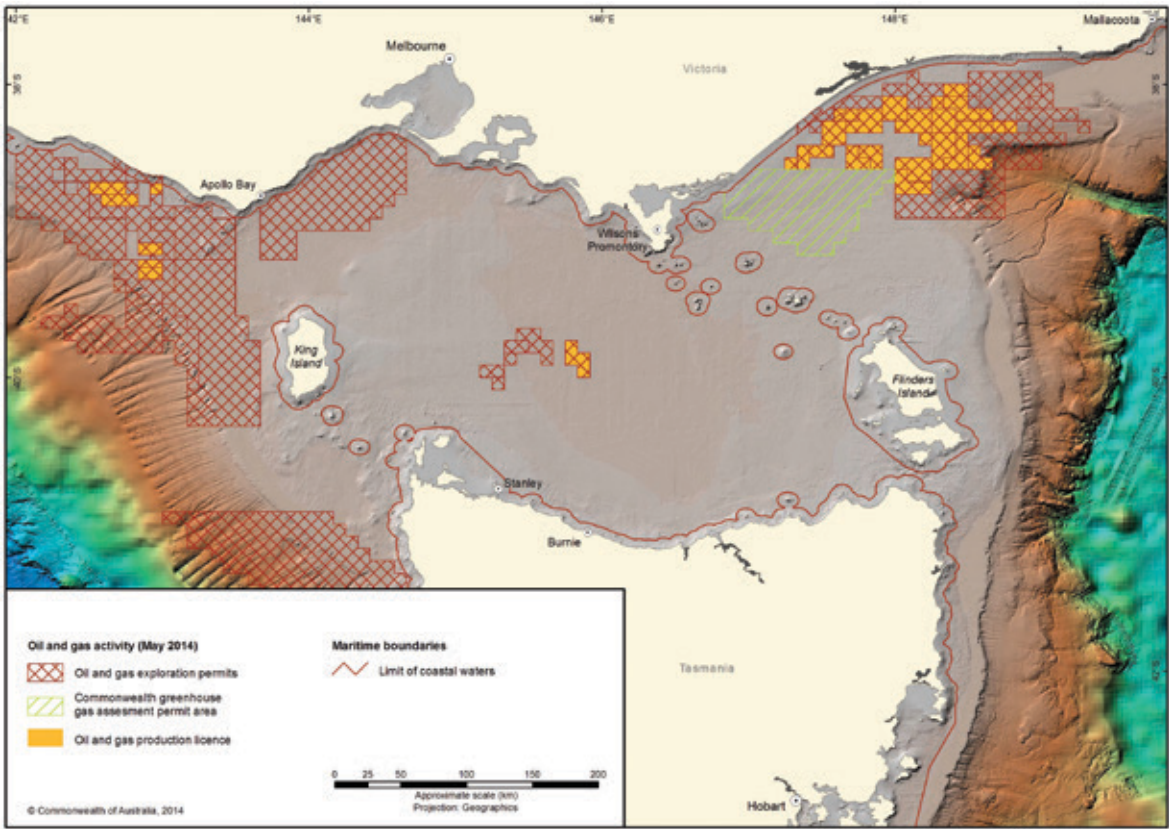 142°E
144°E
146°E
148°E
Mallacoota
Melbourne
Victoria
38°S
38°S
Apollo Bay
Wilsons
Promontory
King
Island
Flinders
Island
40°S
40°S
Stanley
Burnie
Tasmania
42°S
Hobart
Oil and gas activity (May 2014)
Oil and gas exploration permits
Commonwealth greenhouse
gas assesment permit area
Oil and gas production licence
Maritime boundaries
Limit of coastal waters
0 25 50 100 150 200
Approximate scale (km)
Projection: Geographics
© Commonwealth of Australia, 2014